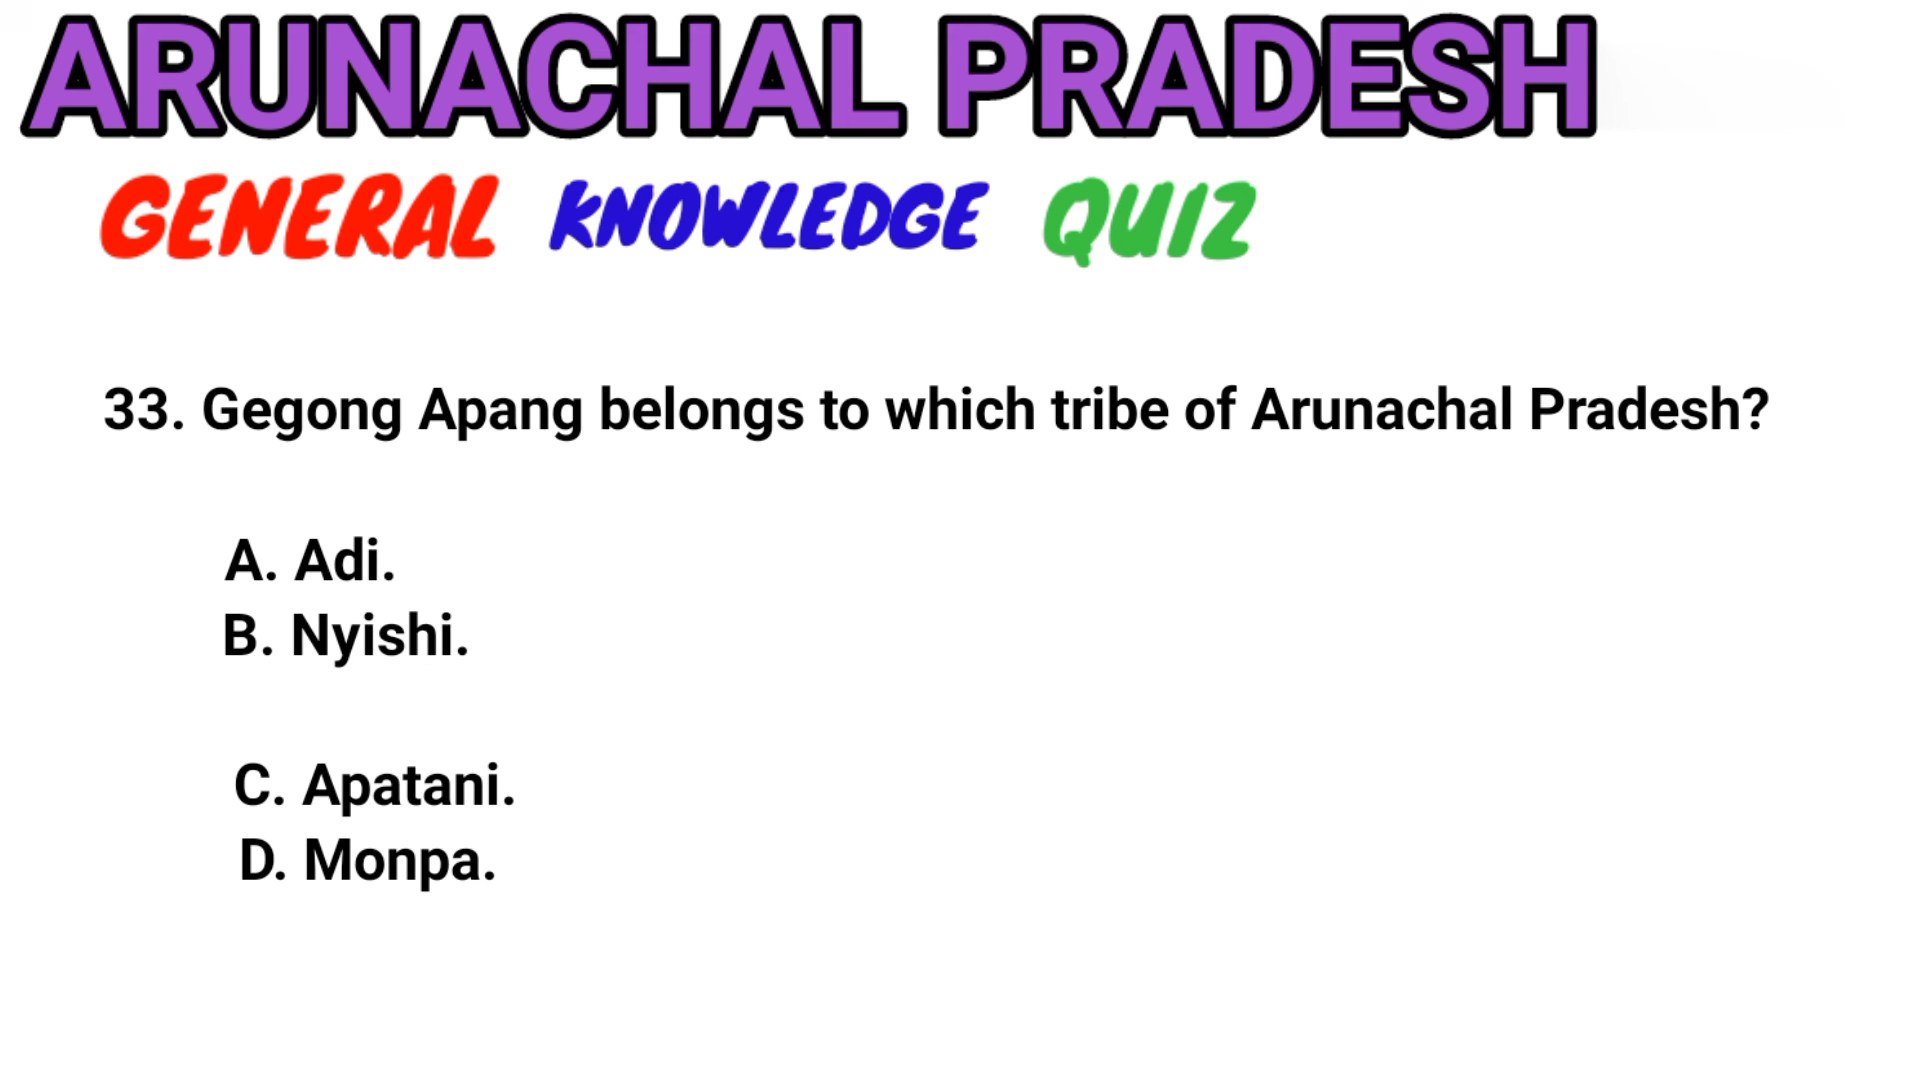 ARUNACHAL PRADESH
GENERAL KNOWLEDGE QUIZ
33. Gegong Apang belongs to which tribe of Arunachal Pradesh?
A. Adi.
B. Nyishi.
C. Apatani.
D. Monpa.